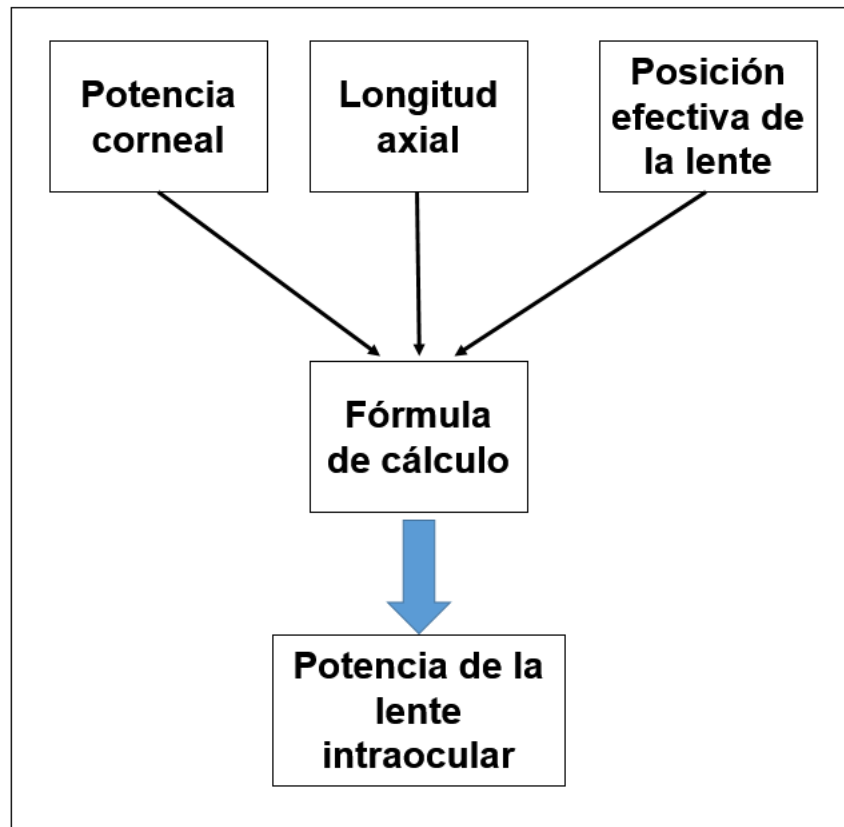 Potencia
corneal
Longitud
axial
Posición
efectiva de
la lente
Fórmula
de cálculo
Potencia de la
lente
intraocular